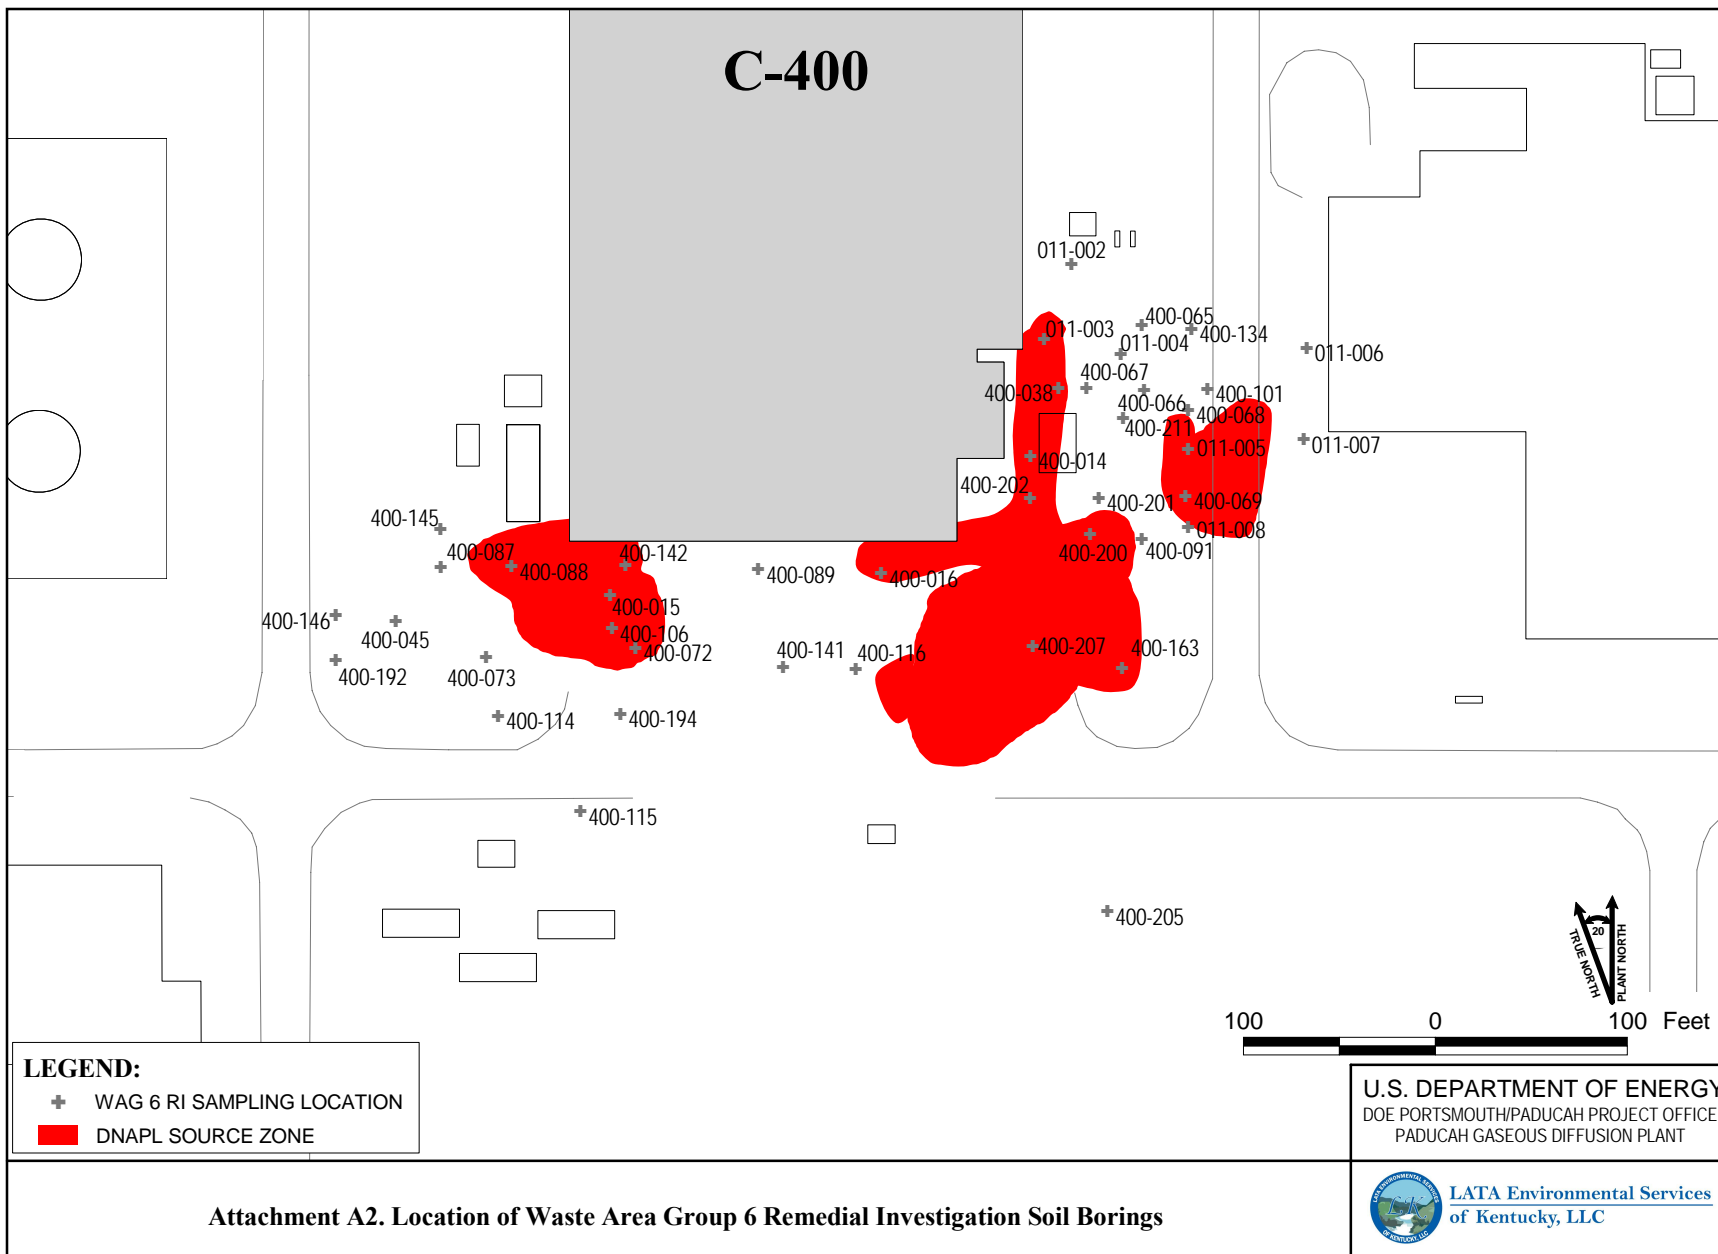 C-400
011-002
400-065
011-003
400-134
011-004
011-006
400-067
400-038
400-101
400-066
400-068
400-211
011-007
011-005
400-014
400-202
400-201
400-069
400-145
011-008
400-087
400-142
400-200
400-091
400-088
400-089
400-016
400-015
400-146
400-045
400-106
400-072
400-141
400-116
400-207
400-163
400-192
400-073
400-114
400-194
400-115
400-205
20
TRUE NORTH
PLANT NORTH
100 0 100 Feet
LEGEND:
WAG 6 RI SAMPLING LOCATION
DNAPL SOURCE ZONE
U.S. DEPARTMENT OF ENERGY
DOE PORTSMOUTH/PADUCAH PROJECT OFFICE
PADUCAH GASEOUS DIFFUSION PLANT
Attachment A2. Location of Waste Area Group 6 Remedial Investigation Soil Borings
LATA ENVIRONMENTAL SERVICES
LK
OF KENTUCKY, LLC
LATA Environmental Services
of Kentucky, LLC